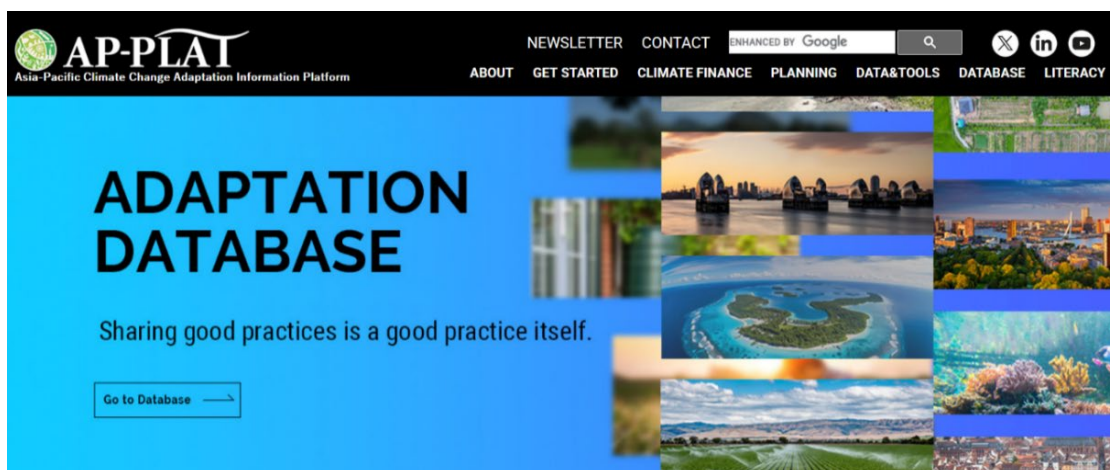 AP-PLAT
Asia-Pacific Climate Change Adaptation Information Platform
NEWSLETTER CONTACT ENHANCED BY Google
ABOUT GET STARTED CLIMATE FINANCE PLANNING DATA&TOOLS DATABASE LITERACY
ADAPTATION
DATABASE
Sharing good practices is a good practice itself.
Go to Database